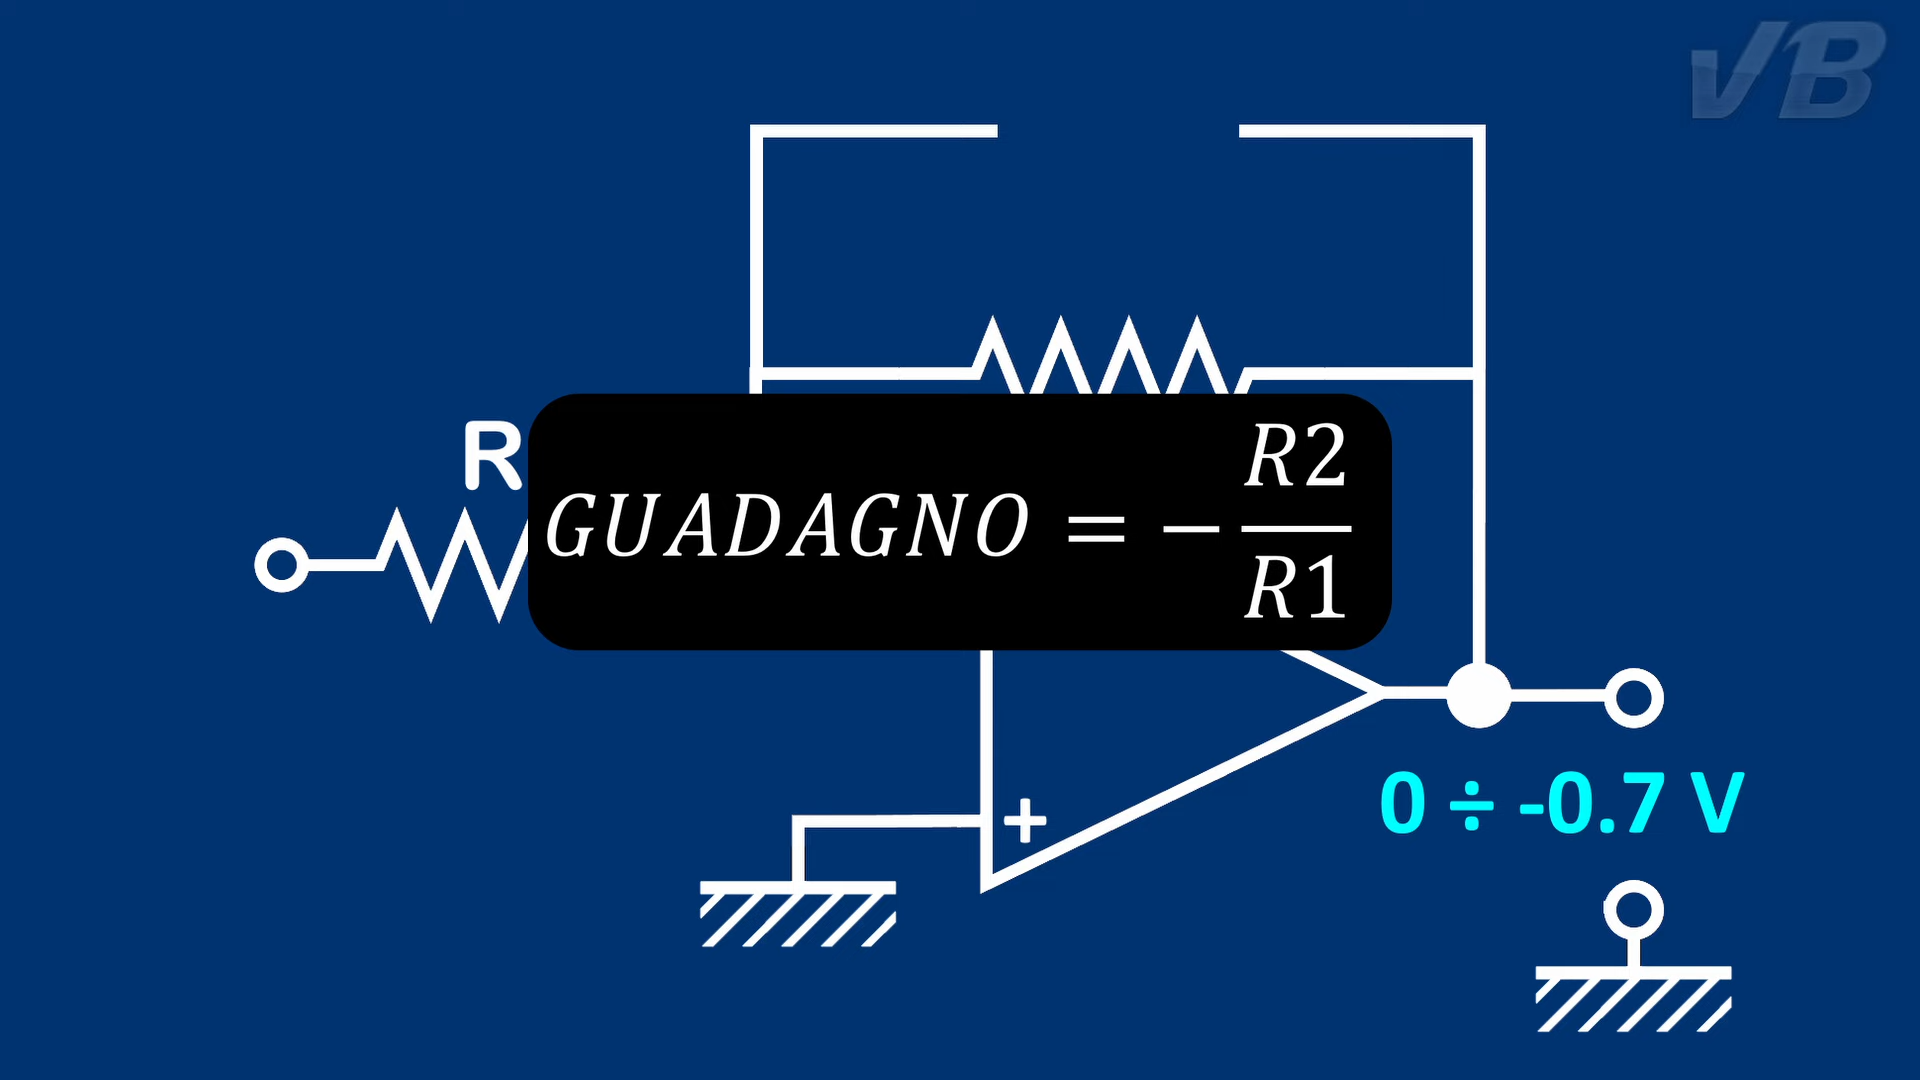 VB
R
GUADAGNO = -R2/R1
+
0 ÷ -0.7 V